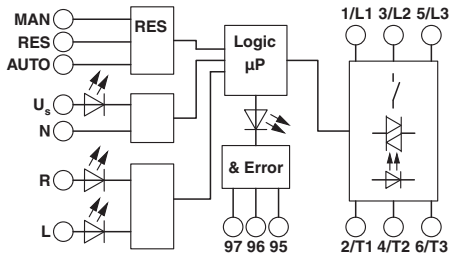 MAN
RES
AUTO
RES
Us
N
R
L
Logic
µP
& Error
97 96 95
1/L1 3/L2 5/L3
2/T1 4/T2 6/T3